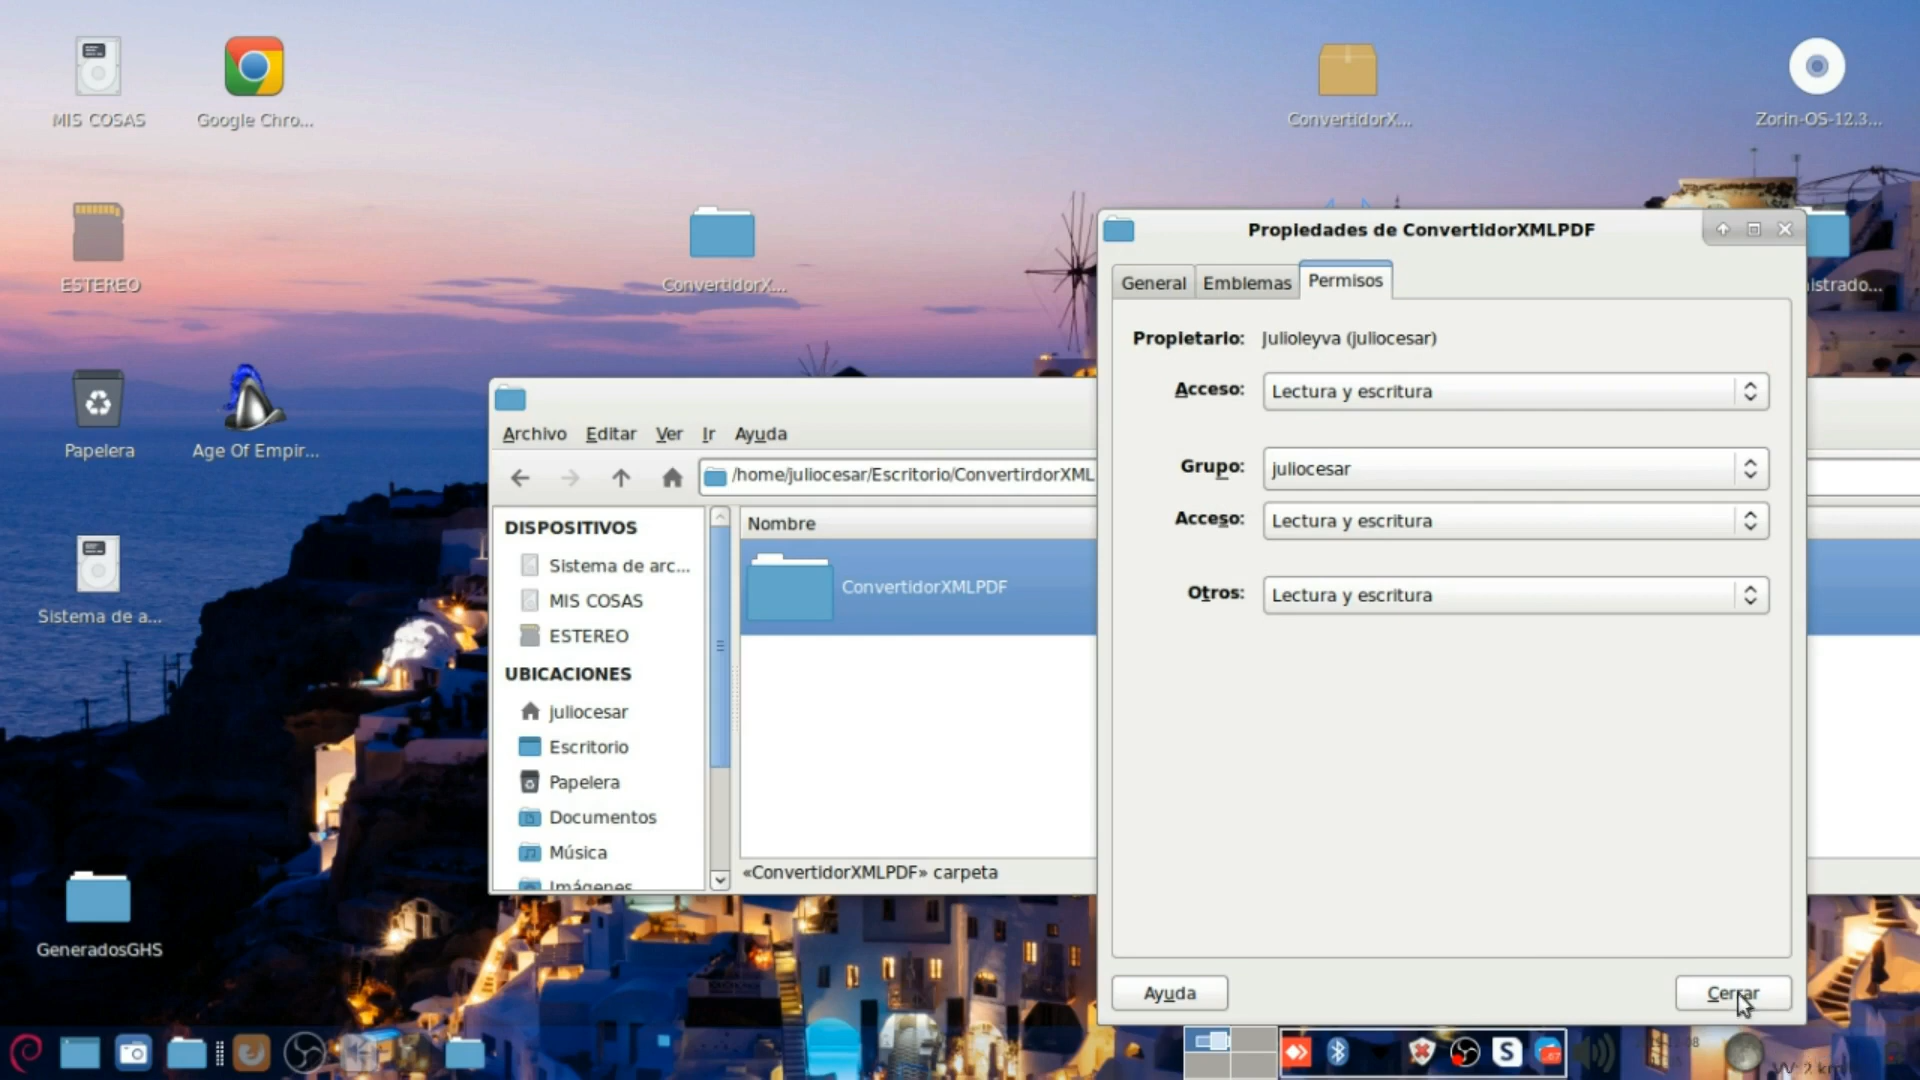 MIS COSAS
Google Chro...
ConvertidorX...
Zorin-OS-12.3...
ESTEREO
ConvertidorX...
istrado...
Papelera
Age Of Empir...
Sistema de a...
GeneradosGHS
Archivo Editar Ver Ir Ayuda
/home/juliocesar/Escritorio/ConvertirdorXML
DISPOSITIVOS
Sistema de arc...
MIS COSAS
ESTEREO
UBICACIONES
juliocesar
Escritorio
Papelera
Documentos
Música
Imágenes
Nombre
ConvertidorXMLPDF
«ConvertidorXMLPDF» carpeta
Propiedades de ConvertidorXMLPDF
General Emblemas Permisos
Propietario: Julioleyva (juliocesar)
Acceso: Lectura y escritura
Grupo: juliocesar
Acceso: Lectura y escritura
Otros: Lectura y escritura
Ayuda Cerrar